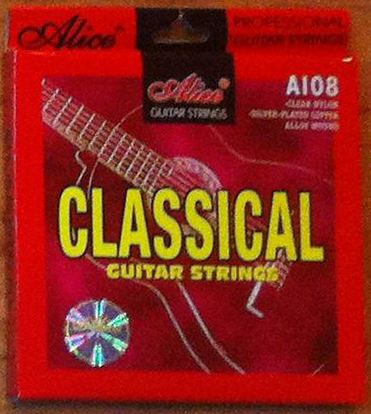 Alice®
PROFESSIONAL
GUITAR STRINGS
Alice®
GUITAR STRINGS
A108
·CLEAR NYLON
·SILVER-PLATED COPPER
ALLOY WOUND
CLASSICAL
GUITAR STRINGS